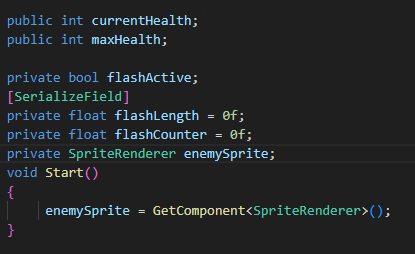 public int currentHealth;
public int maxHealth;
private bool flashActive;
[SerializeField]
private float flashLength = 0f;
private float flashCounter = 0f;
private SpriteRenderer enemySprite;
void Start()
{
enemySprite = GetComponent<SpriteRenderer>();
}